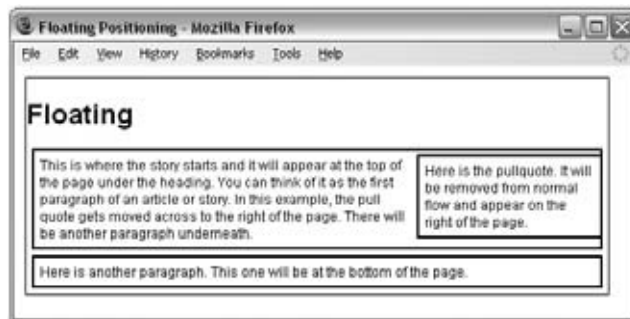 Floating Positioning - Mozilla Firefox
File Edit View History Bookmarks Tools Help
Floating
This is where the story starts and it will appear at the top of
the page under the heading. You can think of it as the first
paragraph of an article or story. In this example, the pull
quote gets moved across to the right of the page. There will
be another paragraph underneath.
Here is the pullquote. It will
be removed from normal
flow and appear on the
right of the page.
Here is another paragraph. This one will be at the bottom of the page.